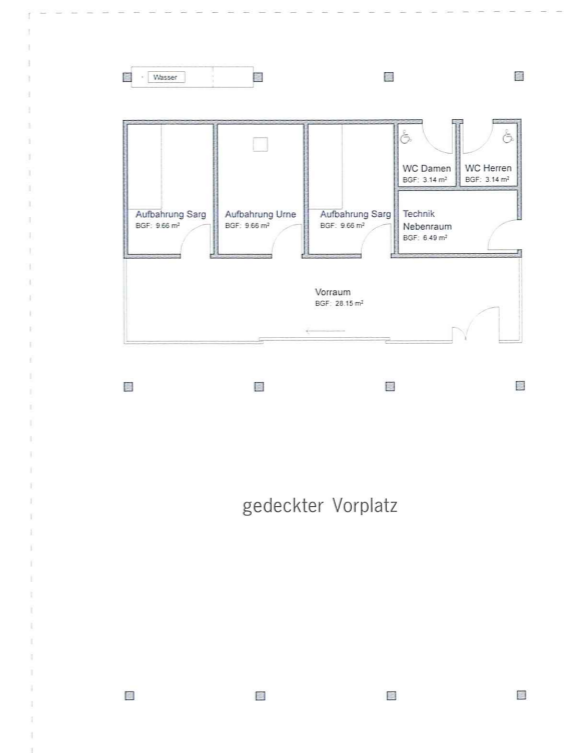 Wasser
WC Damen
BGF: 3.14 m²
WC Herren
BGF: 3.14 m²
Aufbahrung Sarg
BGF: 9.66 m²
Aufbahrung Urne
BGF: 9.66 m²
Aufbahrung Sarg
BGF: 9.66 m²
Technik
Nebenraum
BGF: 6.49 m²
Vorraum
BGF: 28.15 m²
gedeckter Vorplatz